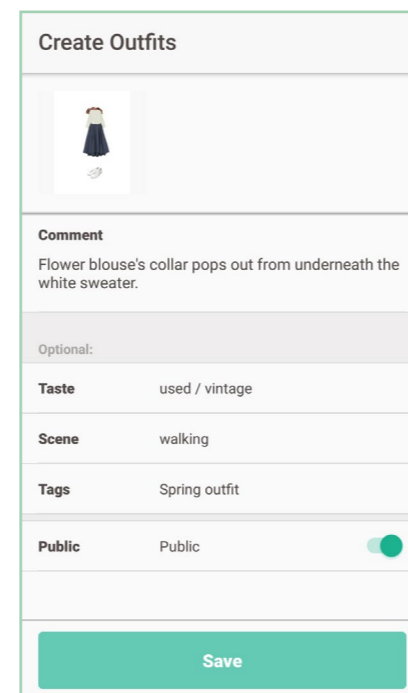 Create Outfits
Comment
Flower blouse's collar pops out from underneath the
white sweater.
Optional:
Taste used / vintage
Scene walking
Tags Spring outfit
Public Public
Save